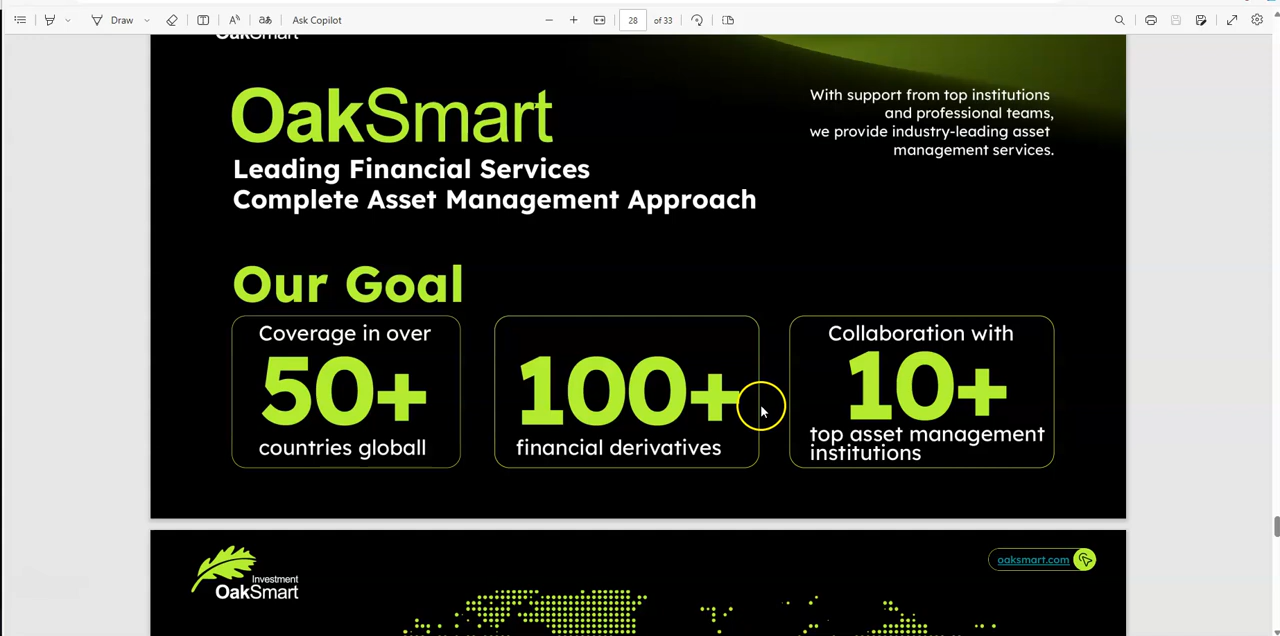 Draw
Ask Copilot
28 of 33
OakSmart
OakSmart
Leading Financial Services
Complete Asset Management Approach
With support from top institutions
and professional teams,
we provide industry-leading asset
management services.
Our Goal
Coverage in over
50+
countries globall
100+
financial derivatives
Collaboration with
10+
top asset management
institutions
Investment
OakSmart
oaksmart.com